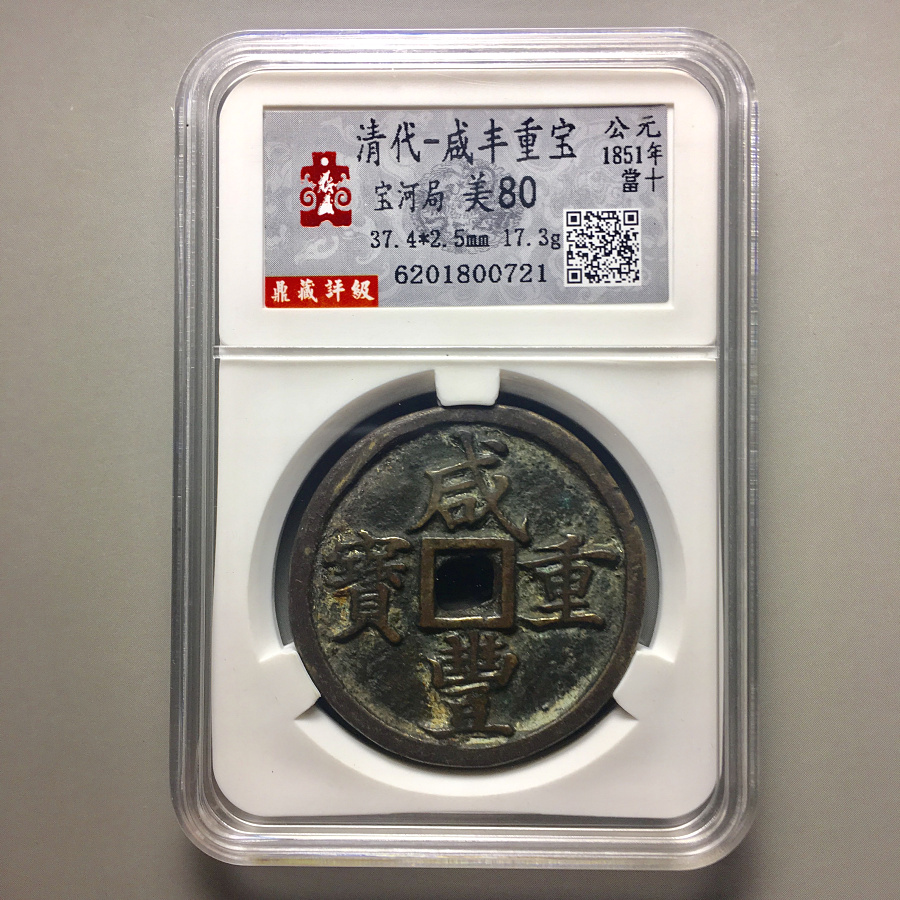 清代-咸丰重宝
公元
1851年
當十
宝河局 美80
37.4*2.5mm 17.3g
6201800721
鼎藏評級
咸
豐
重
寶